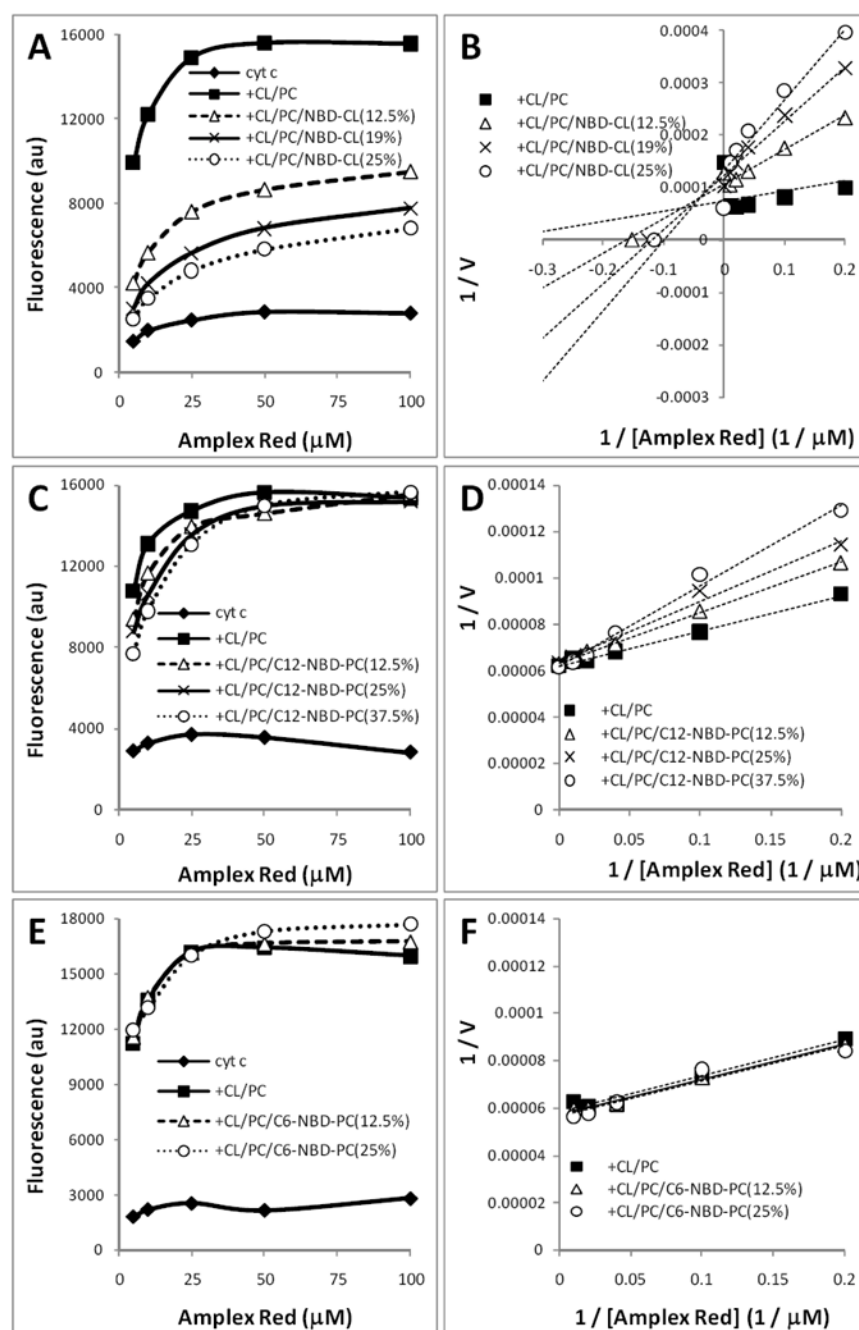 A
16000
12000
8000
4000
0
Fluorescence (au)
cyt c
+CL/PC
+CL/PC/NBD-CL(12.5%)
+CL/PC/NBD-CL(19%)
+CL/PC/NBD-CL(25%)
0 25 50 75 100
Amplex Red (μM)
B
+CL/PC
+CL/PC/NBD-CL(12.5%)
+CL/PC/NBD-CL(19%)
+CL/PC/NBD-CL(25%)
0.0004
0.0003
0.0002
0.0001
0
-0.0001
-0.0002
-0.0003
1 / V
-0.3 -0.2 -0.1 0 0.1 0.2
1 / [Amplex Red] (1 / μM)
C
16000
12000
8000
4000
0
Fluorescence (au)
cyt c
+CL/PC
+CL/PC/C12-NBD-PC(12.5%)
+CL/PC/C12-NBD-PC(25%)
+CL/PC/C12-NBD-PC(37.5%)
0 25 50 75 100
Amplex Red (μM)
D
0.00014
0.00012
0.0001
0.00008
0.00006
0.00004
0.00002
0
1 / V
+CL/PC
+CL/PC/C12-NBD-PC(12.5%)
+CL/PC/C12-NBD-PC(25%)
+CL/PC/C12-NBD-PC(37.5%)
0 0.05 0.1 0.15 0.2
1 / [Amplex Red] (1 / μM)
E
18000
15000
12000
9000
6000
3000
0
Fluorescence (au)
cyt c
+CL/PC
+CL/PC/C6-NBD-PC(12.5%)
+CL/PC/C6-NBD-PC(25%)
0 25 50 75 100
Amplex Red (μM)
F
0.00014
0.00012
0.0001
0.00008
0.00006
0.00004
0.00002
0
1 / V
+CL/PC
+CL/PC/C6-NBD-PC(12.5%)
+CL/PC/C6-NBD-PC(25%)
0 0.05 0.1 0.15 0.2
1 / [Amplex Red] (1 / μM)